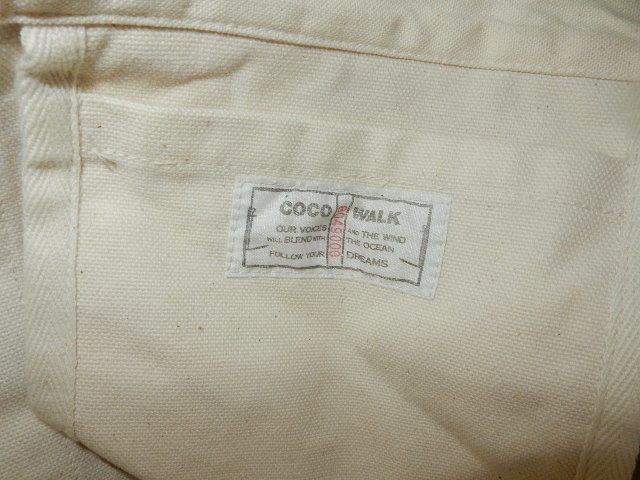 COCO WALK
OUR VOICES AND THE WIND
WILL BLEND WITH THE OCEAN
FOLLOW YOUR DREAMS